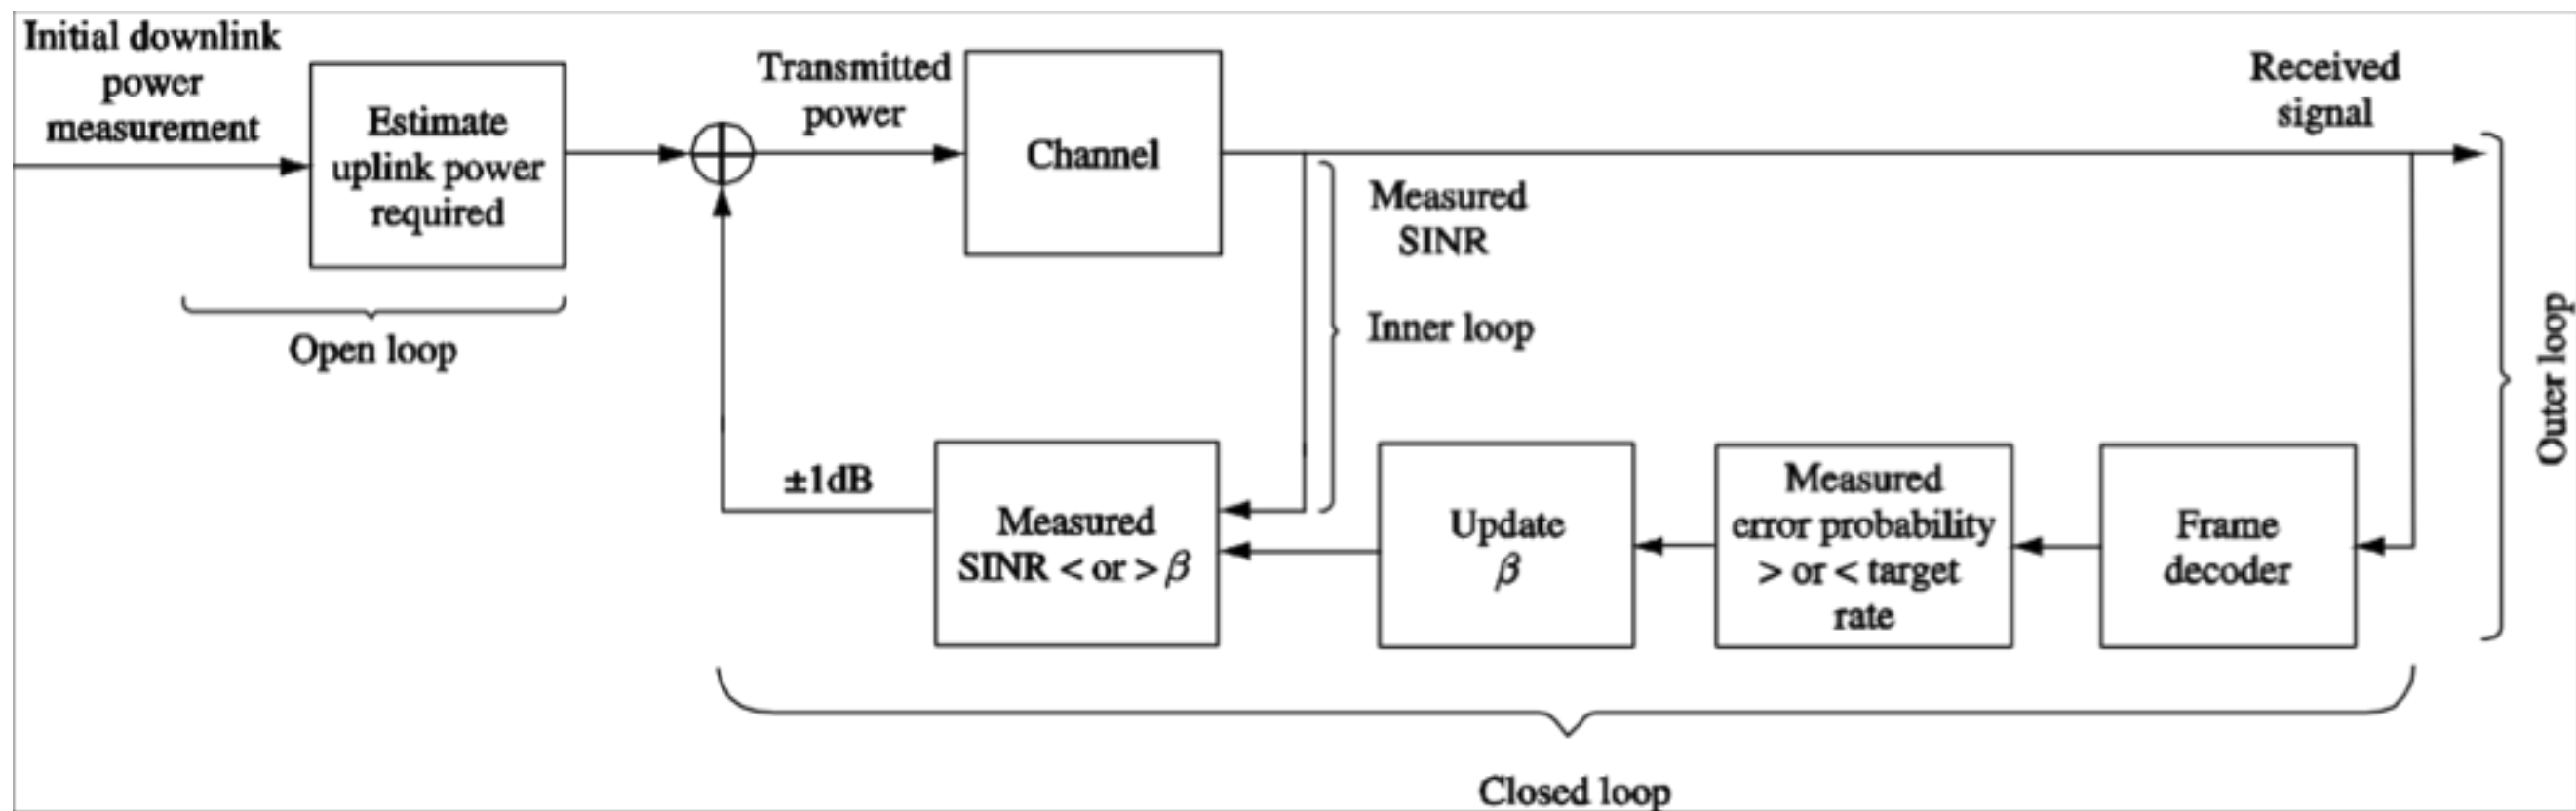 Initial downlink
power
measurement
Estimate
uplink power
required
Open loop
Transmitted
power
Channel
Received
signal
Measured
SINR
Inner loop
Outer loop
±1dB
Measured
SINR < or > β
Update
β
Measured
error probability
> or < target
rate
Frame
decoder
Closed loop